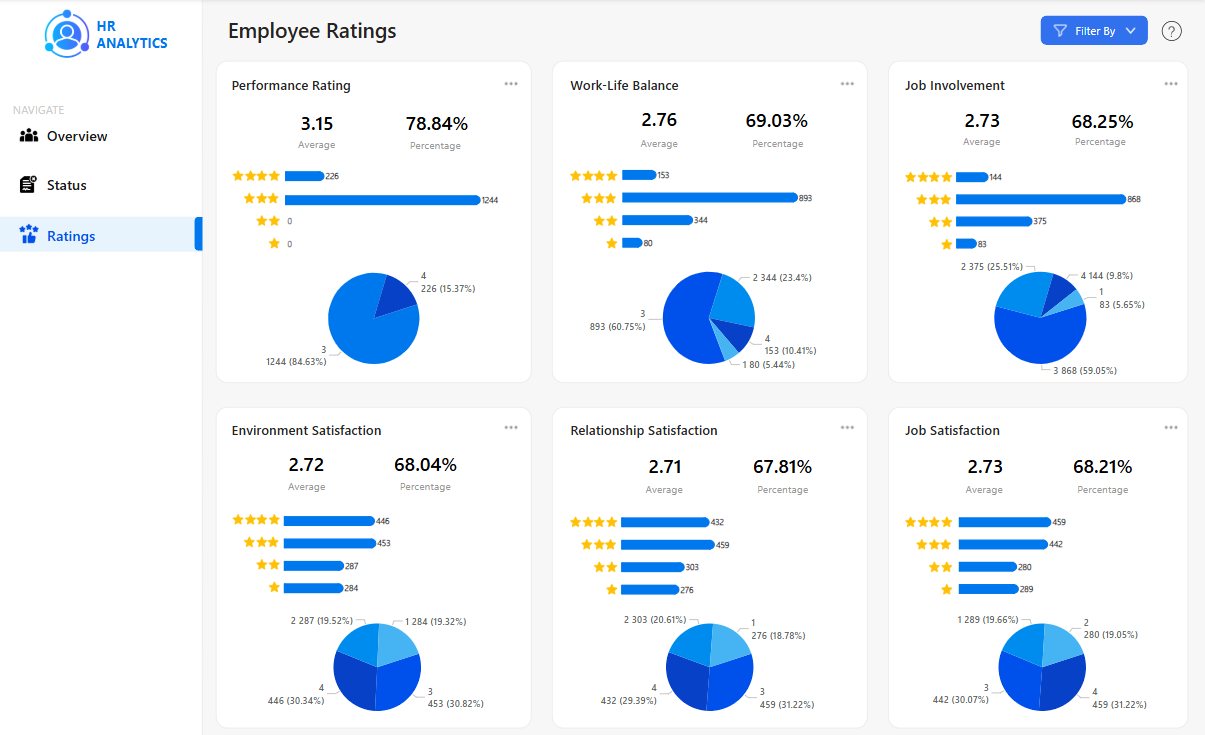 HR
ANALYTICS
NAVIGATE
Overview
Status
Ratings
Employee Ratings
Filter By
?
Performance Rating
3.15
78.84%
Average
Percentage
226
1244
0
0
4
226 (15.37%)
3
1244 (84.63%)
Work-Life Balance
2.76
69.03%
Average
Percentage
153
893
344
80
2 344 (23.4%)
3
893 (60.75%)
4
153 (10.41%)
1 80 (5.44%)
Job Involvement
2.73
68.25%
Average
Percentage
144
868
375
83
2 375 (25.51%)
4 144 (9.8%)
1
83 (5.65%)
3 868 (59.05%)
Environment Satisfaction
2.72
68.04%
Average
Percentage
446
453
287
284
2 287 (19.52%)
1 284 (19.32%)
4
446 (30.34%)
3
453 (30.82%)
Relationship Satisfaction
2.71
67.81%
Average
Percentage
432
459
303
276
2 303 (20.61%)
1
276 (18.78%)
4
432 (29.39%)
3
459 (31.22%)
Job Satisfaction
2.73
68.21%
Average
Percentage
459
442
280
289
1 289 (19.66%)
2
280 (19.05%)
3
442 (30.07%)
4
459 (31.22%)